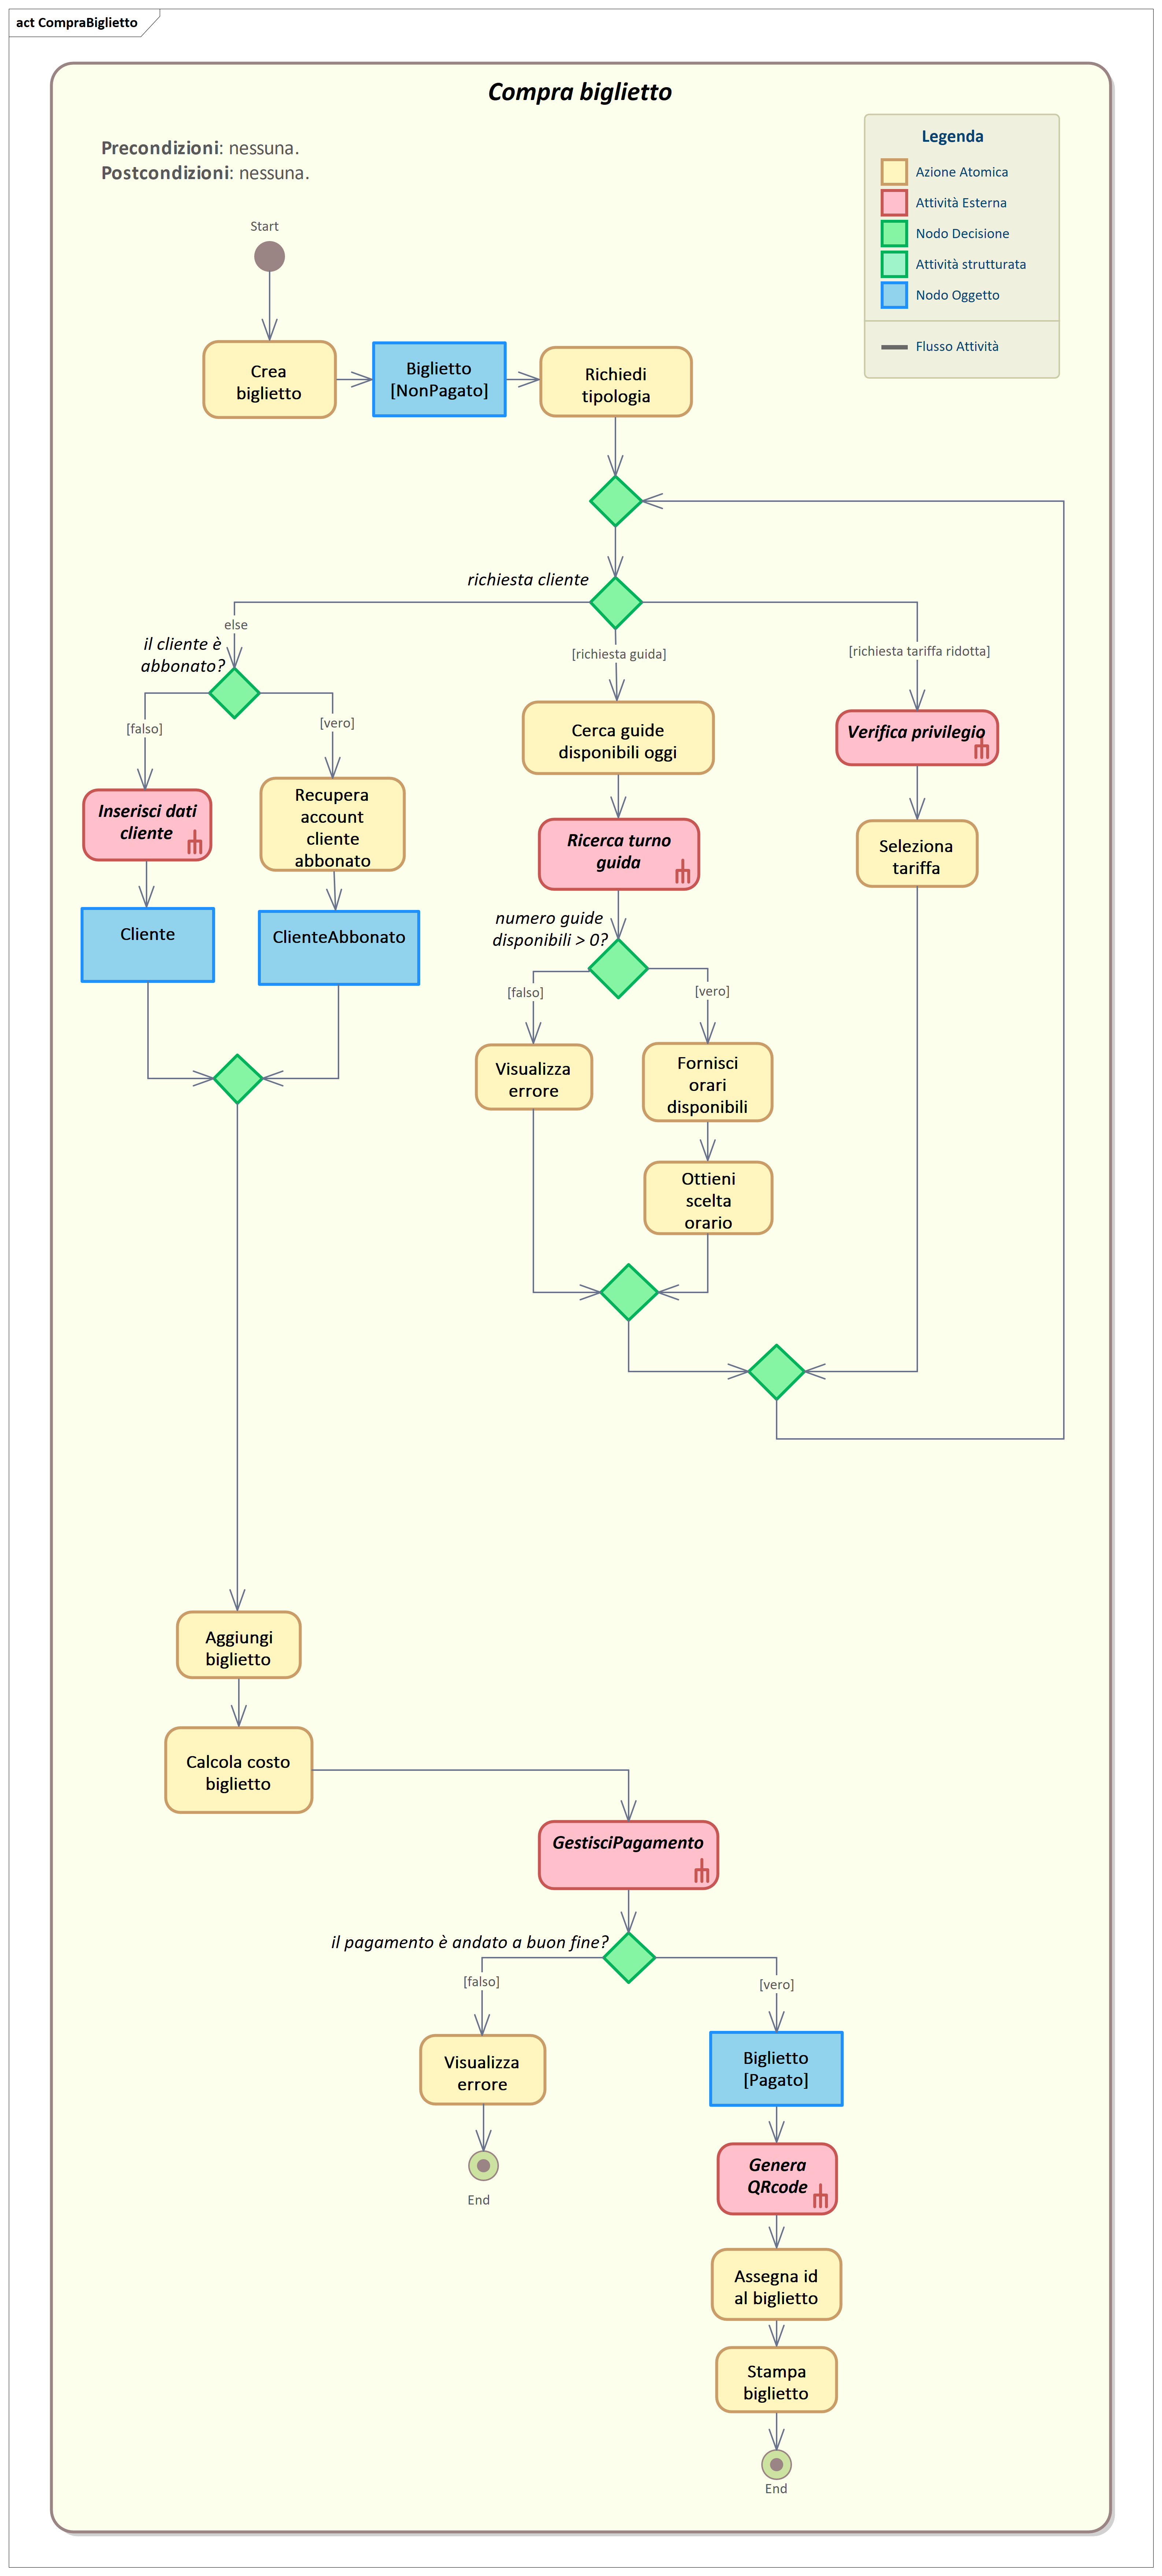 act CompraBiglietto
Compra biglietto
Precondizioni: nessuna.
Postcondizioni: nessuna.
Legenda
Azione Atomica
Attività Esterna
Nodo Decisione
Attività strutturata
Nodo Oggetto
Flusso Attività
Start
Crea
biglietto
Biglietto
[NonPagato]
Richiedi
tipologia
richiesta cliente
else
[richiesta guida]
[richiesta tariffa ridotta]
il cliente è
abbonato?
[falso]
[vero]
Inserisci dati
cliente
Recupera
account
cliente
abbonato
Cliente
ClienteAbbonato
Cerca guide
disponibili oggi
Ricerca turno
guida
numero guide
disponibili > 0?
[falso]
[vero]
Visualizza
errore
Fornisci
orari
disponibili
Ottieni
scelta
orario
Verifica privilegio
Seleziona
tariffa
Aggiungi
biglietto
Calcola costo
biglietto
GestisciPagamento
il pagamento è andato a buon fine?
[falso]
[vero]
Visualizza
errore
End
Biglietto
[Pagato]
Genera
QRcode
Assegna id
al biglietto
Stampa
biglietto
End